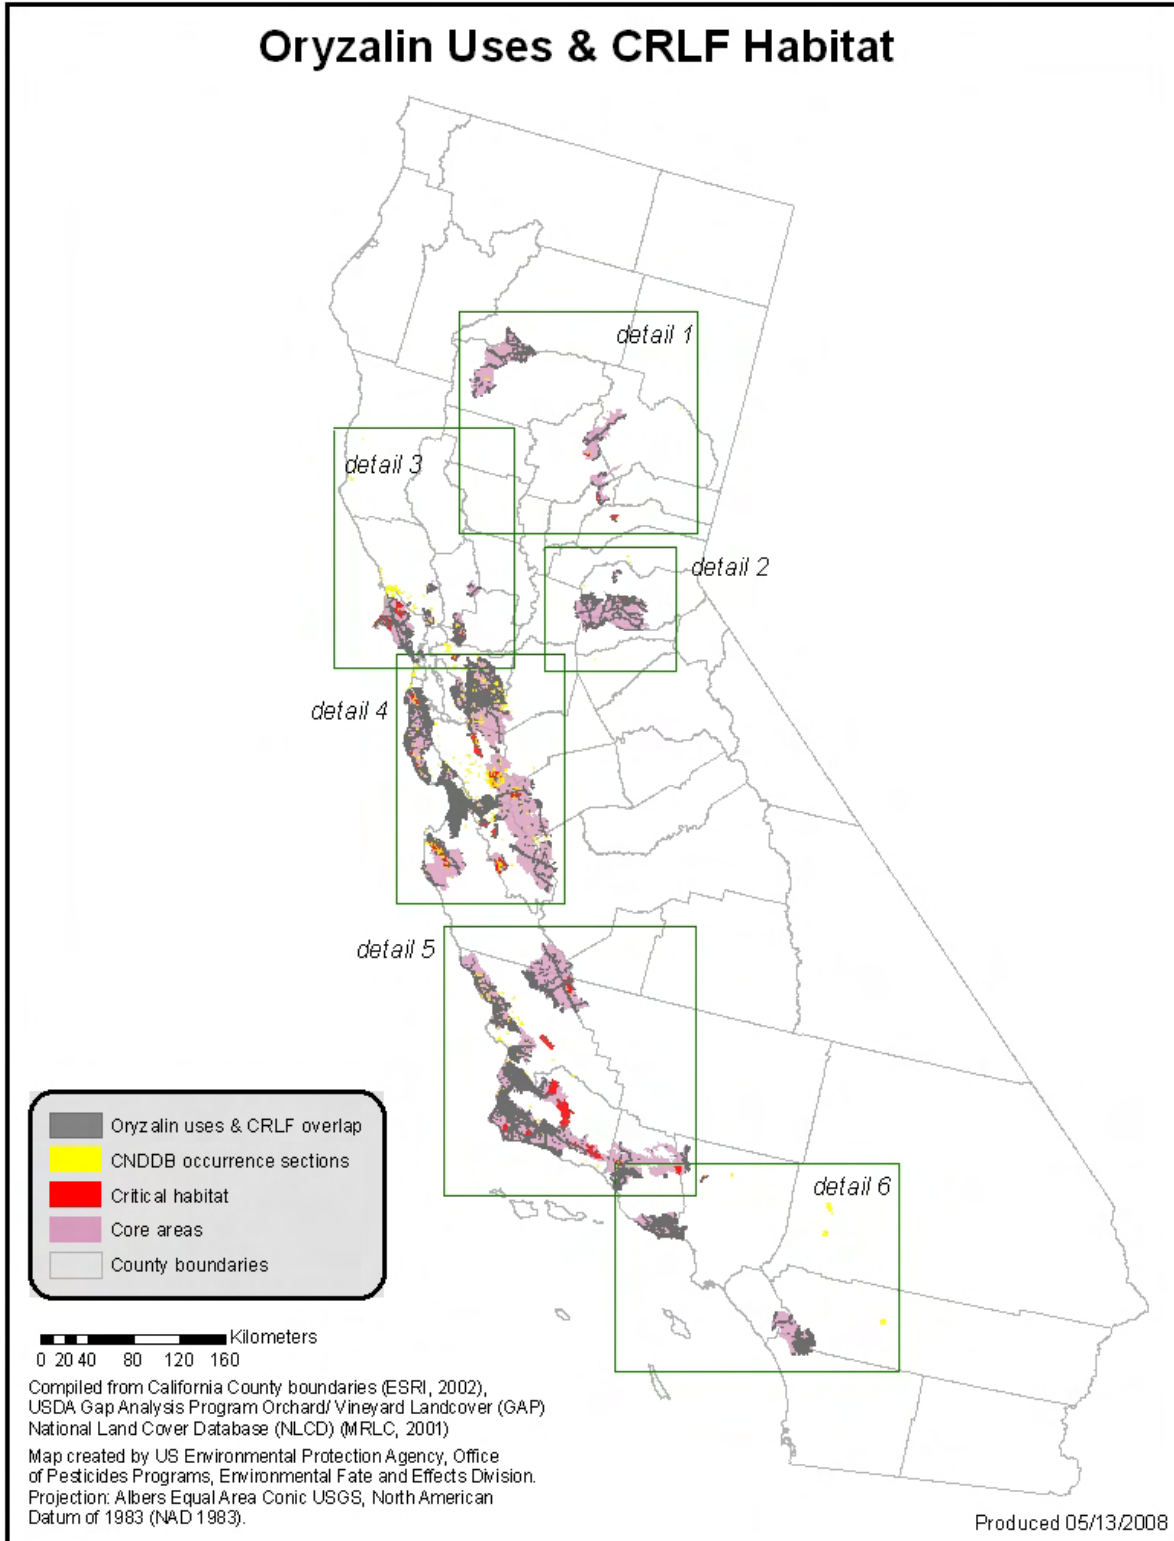 Oryzalin Uses & CRLF Habitat
detail 1
detail 3
detail 2
detail 4
detail 5
detail 6
Oryzalin uses & CRLF overlap
CNDDB occurrence sections
Critical habitat
Core areas
County boundaries
Kilometers
0 20 40 80 120 160
Compiled from California County boundaries (ESRI, 2002),
USDA Gap Analysis Program Orchard/ Vineyard Landcover (GAP)
National Land Cover Database (NLCD) (MRLC, 2001)
Map created by US Environmental Protection Agency, Office
of Pesticides Programs, Environmental Fate and Effects Division.
Projection: Albers Equal Area Conic USGS, North American
Datum of 1983 (NAD 1983).
Produced 05/13/2008